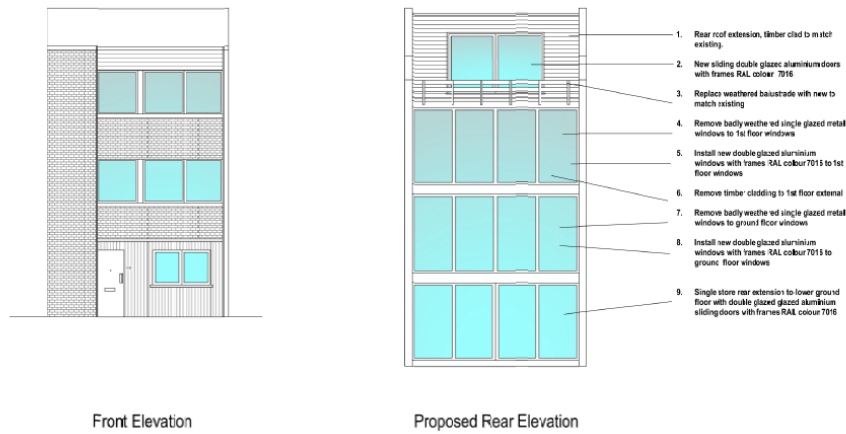 1. Rear roof extension, timber clad to match
existing.
2. New sliding double glazed aluminium doors
with frames RAL colour 7016
3. Replace weathered balustrade with new to
match existing
4. Remove badly weathered single glazed metal
windows to 1st floor windows
5. Install new double glazed aluminium
windows with frames RAL colour 7016 to 1st
floor windows
6. Remove timber cladding to 1st floor external
7. Remove badly weathered single glazed metal
windows to ground floor windows
8. Install new double glazed aluminium
windows with frames RAL colour 7016 to
ground floor windows
9. Single store rear extension to lower ground
floor with double glazed glazed aluminium
sliding doors with frames RAL colour 7016
Front Elevation
Proposed Rear Elevation